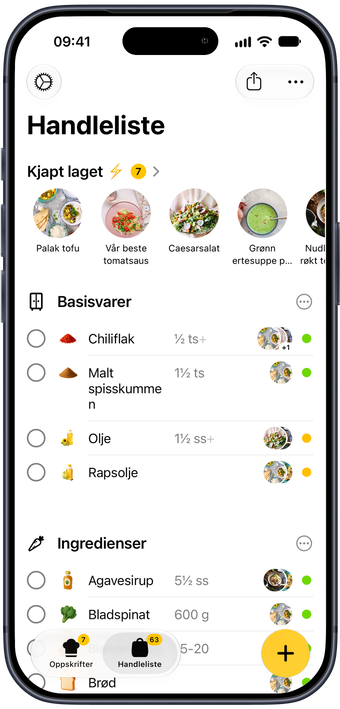 09:41
Handleliste
Kjapt laget ⚡ 7 >
Palak tofu
Vår beste
tomatsaus
Caesarsalat
Grønn
ertesuppe p...
Nudl
røkt to
Basisvarer
Chiliflak ½ ts+
+1
Malt 1½ ts
spisskumme
n
Olje 1½ ss+
Rapsolje
Ingredienser
Agavesirup 5½ ss
Bladspinat 600 g
5-20
Brød
7
Oppskrifter
63
Handleliste
+